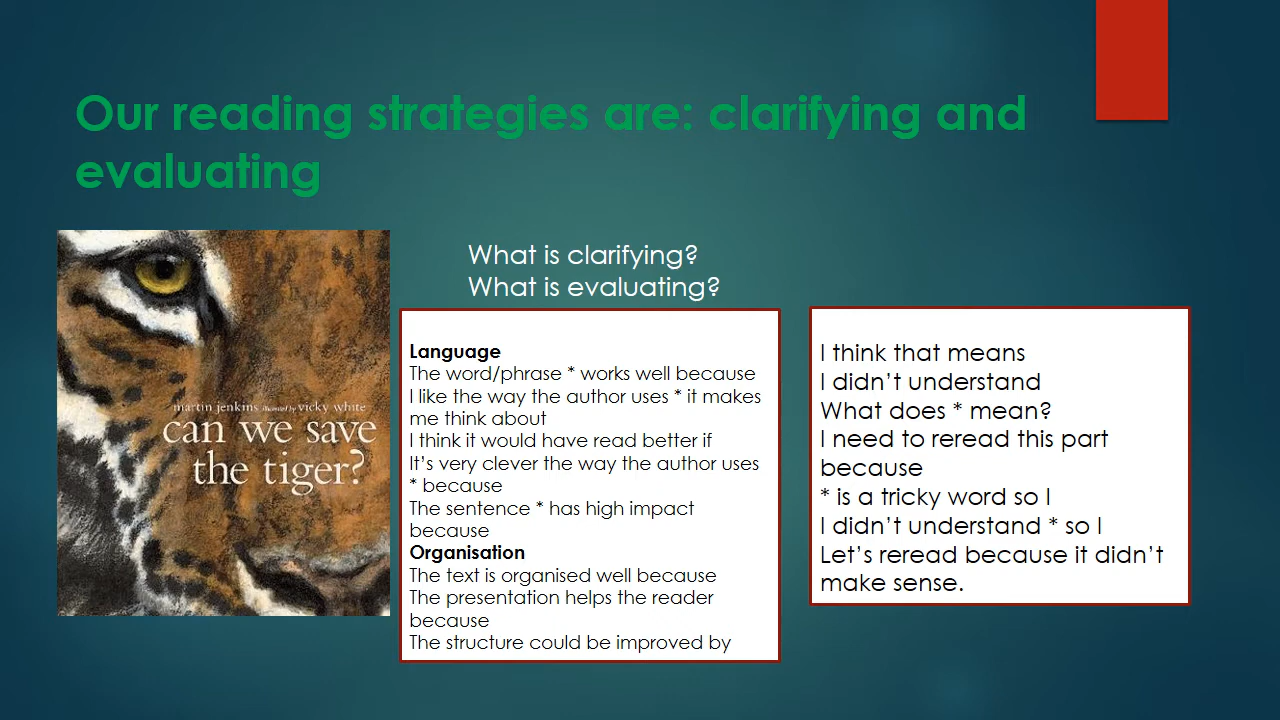 Our reading strategies are: clarifying and
evaluating
martin jenkins illustrated by vicky white
can we save
the tiger?
What is clarifying?
What is evaluating?
Language
The word/phrase * works well because
I like the way the author uses * it makes
me think about
I think it would have read better if
It’s very clever the way the author uses
* because
The sentence * has high impact
because
Organisation
The text is organised well because
The presentation helps the reader
because
The structure could be improved by
I think that means
I didn’t understand
What does * mean?
I need to reread this part
because
* is a tricky word so I
I didn’t understand * so I
Let’s reread because it didn’t
make sense.